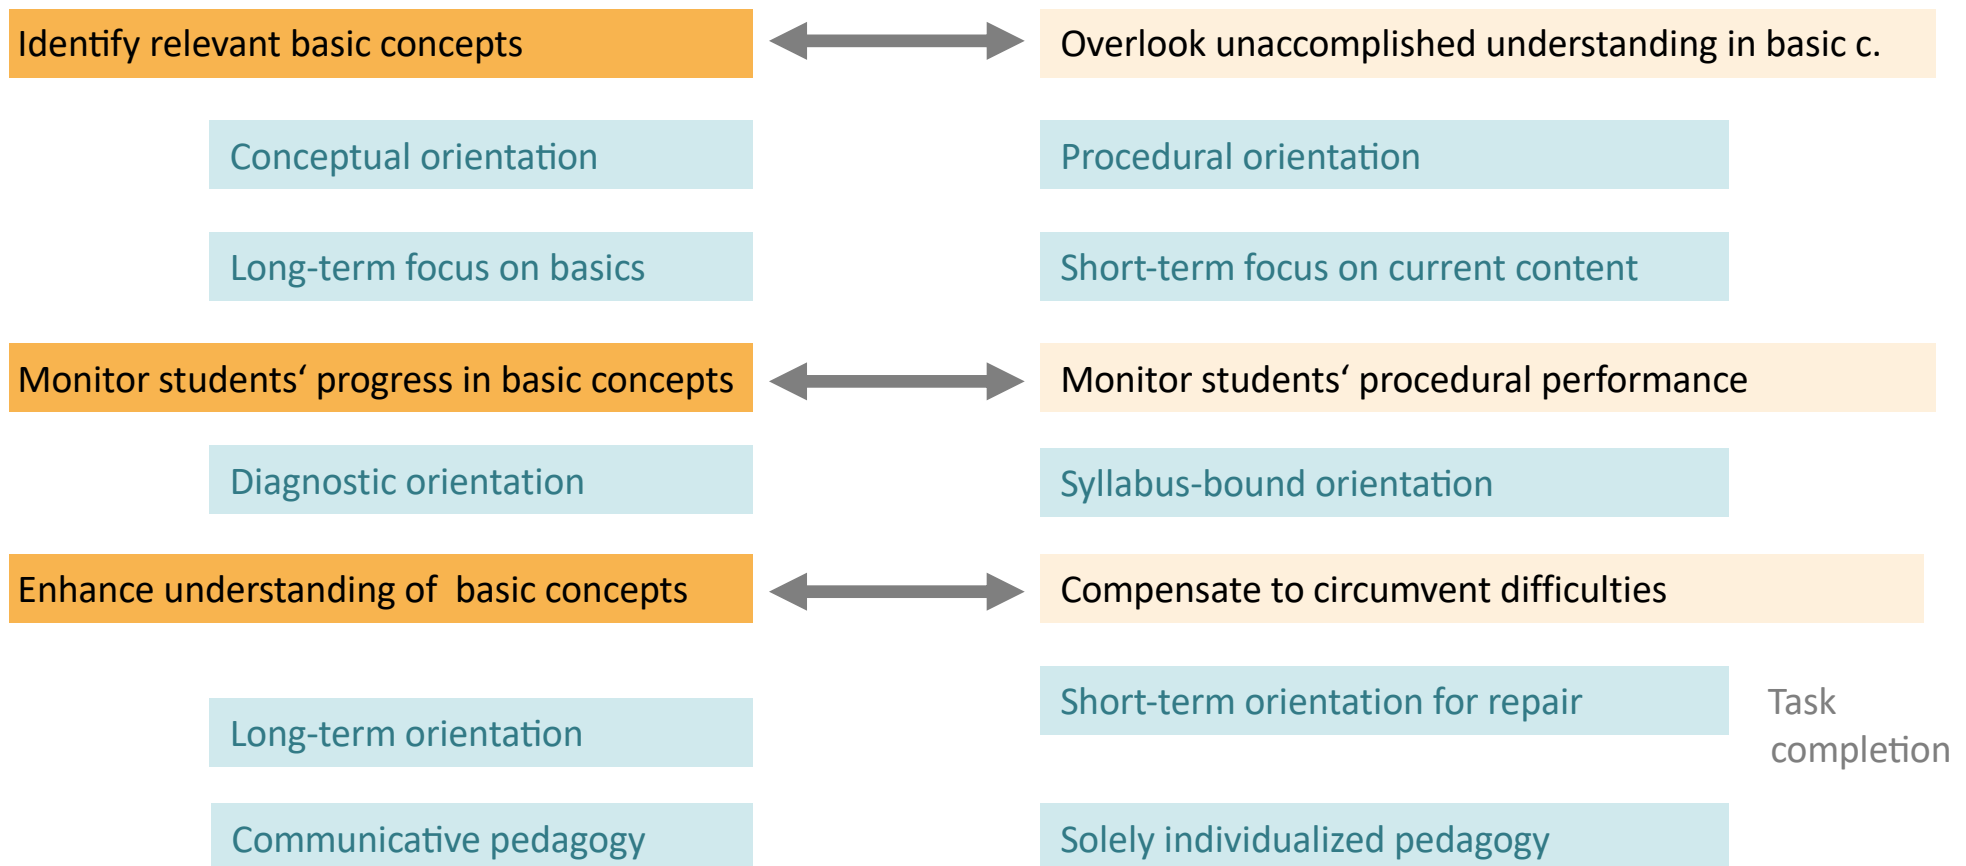 Identify relevant basic concepts
Overlook unaccomplished understanding in basic c.
Conceptual orientation
Procedural orientation
Long-term focus on basics
Short-term focus on current content
Monitor students‘ progress in basic concepts
Monitor students‘ procedural performance
Diagnostic orientation
Syllabus-bound orientation
Enhance understanding of  basic concepts
Compensate to circumvent difficulties
Short-term orientation for repair
Task
completion
Long-term orientation
Communicative pedagogy
Solely individualized pedagogy